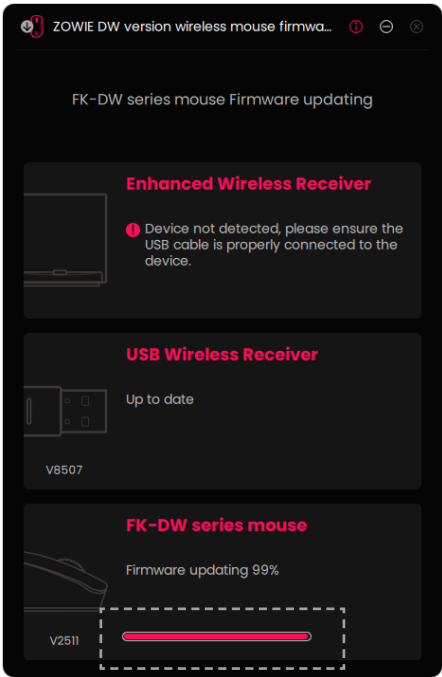 ZOWIE DW version wireless mouse firmwa...
FK-DW series mouse Firmware updating
Enhanced Wireless Receiver
Device not detected, please ensure the
USB cable is properly connected to the
device.
USB Wireless Receiver
Up to date
V8507
FK-DW series mouse
Firmware updating 99%
V2511